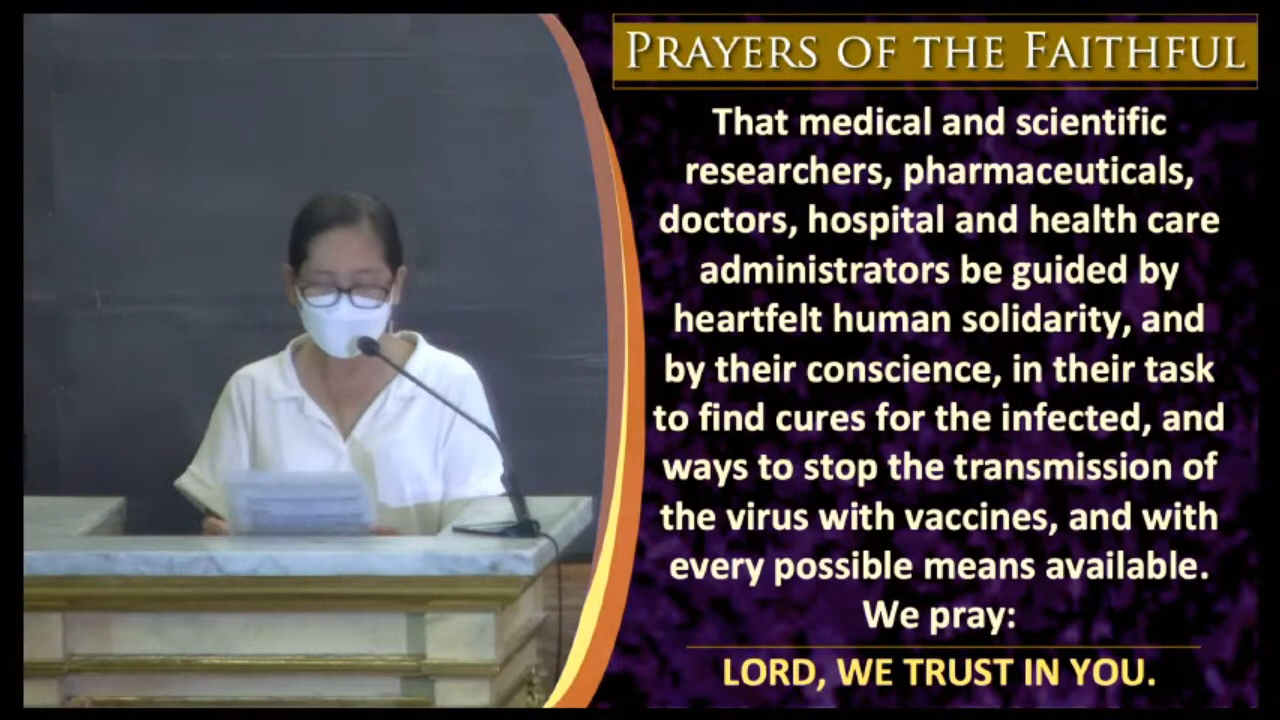 PRAYERS OF THE FAITHFUL
That medical and scientific
researchers, pharmaceuticals,
doctors, hospital and health care
administrators be guided by
heartfelt human solidarity, and
by their conscience, in their task
to find cures for the infected, and
ways to stop the transmission of
the virus with vaccines, and with
every possible means available.
We pray:
LORD, WE TRUST IN YOU.